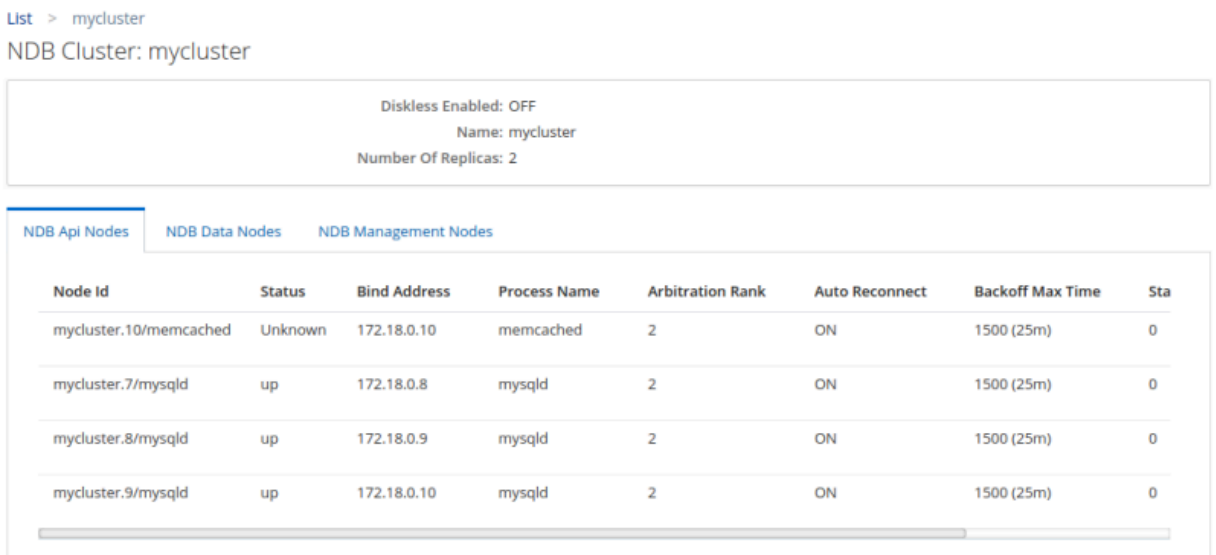 List > mycluster
NDB Cluster: mycluster
Diskless Enabled: OFF
Name: mycluster
Number Of Replicas: 2
NDB Api Nodes NDB Data Nodes NDB Management Nodes
Node Id Status Bind Address Process Name Arbitration Rank Auto Reconnect Backoff Max Time Sta
mycluster.10/memcached Unknown 172.18.0.10 memcached 2 ON 1500 (25m) 0
mycluster.7/mysqld up 172.18.0.8 mysqld 2 ON 1500 (25m) 0
mycluster.8/mysqld up 172.18.0.9 mysqld 2 ON 1500 (25m) 0
mycluster.9/mysqld up 172.18.0.10 mysqld 2 ON 1500 (25m) 0